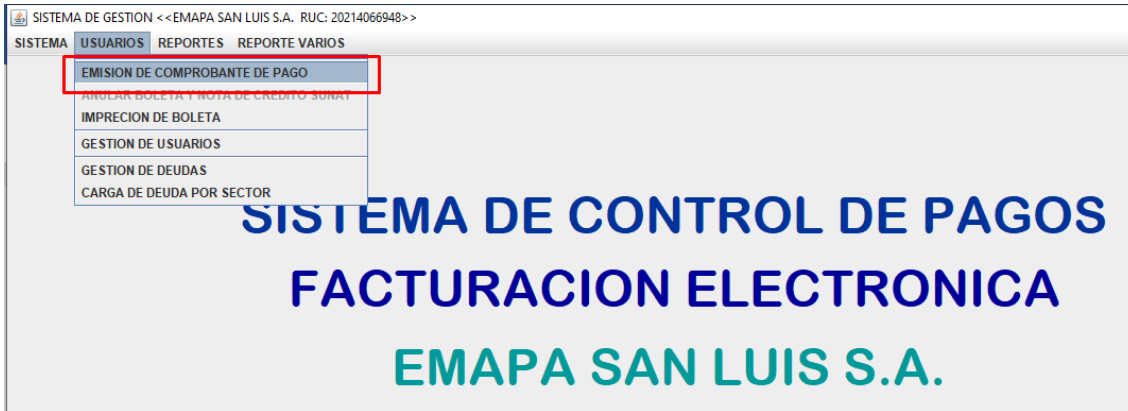 SISTEMA DE GESTION <<EMAPA SAN LUIS S.A. RUC: 20214066948>>
SISTEMA USUARIOS REPORTES REPORTE VARIOS
EMISION DE COMPROBANTE DE PAGO
ANULAR BOLETA Y NOTA DE CREDITO SUNAT
IMPRECION DE BOLETA
GESTION DE USUARIOS
GESTION DE DEUDAS
CARGA DE DEUDA POR SECTOR
SISTEMA DE CONTROL DE PAGOS
FACTURACION ELECTRONICA
EMAPA SAN LUIS S.A.